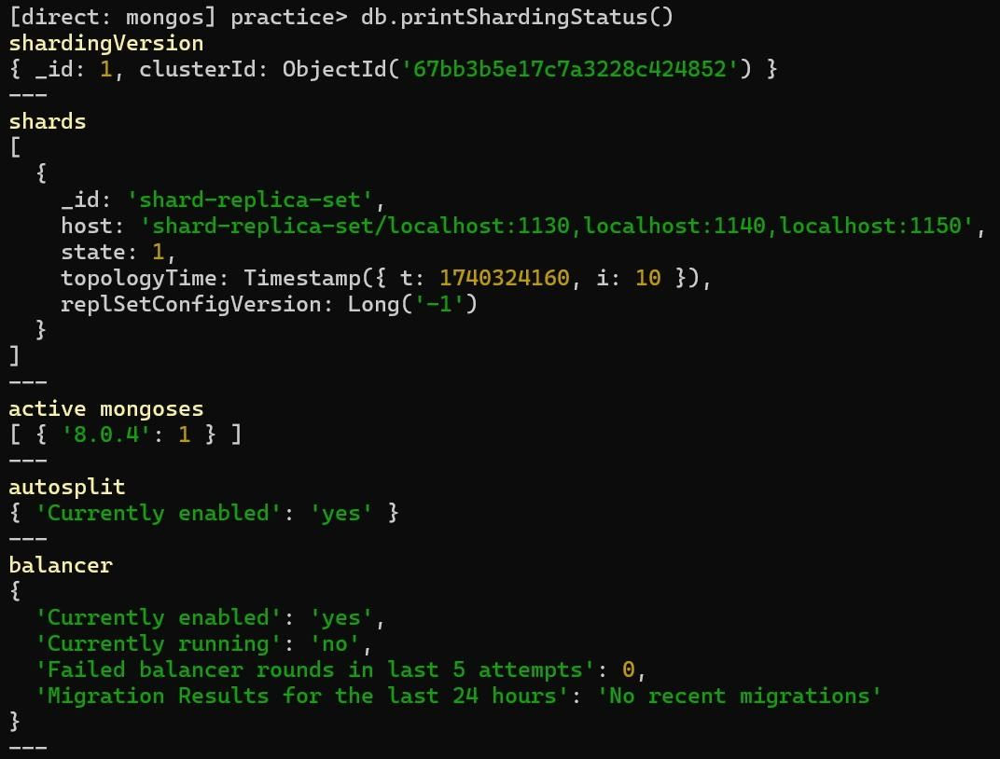 [direct: mongos] practice> db.printShardingStatus()
shardingVersion
{ _id: 1, clusterId: ObjectId('67bb3b5e17c7a3228c424852') }
---
shards
[
  {
    _id: 'shard-replica-set',
    host: 'shard-replica-set/localhost:1130,localhost:1140,localhost:1150',
    state: 1,
    topologyTime: Timestamp({ t: 1740324160, i: 10 }),
    replSetConfigVersion: Long('-1')
  }
]
---
active mongoses
[ { '8.0.4': 1 } ]
---
autosplit
{ 'Currently enabled': 'yes' }
---
balancer
{
  'Currently enabled': 'yes',
  'Currently running': 'no',
  'Failed balancer rounds in last 5 attempts': 0,
  'Migration Results for the last 24 hours': 'No recent migrations'
}
---